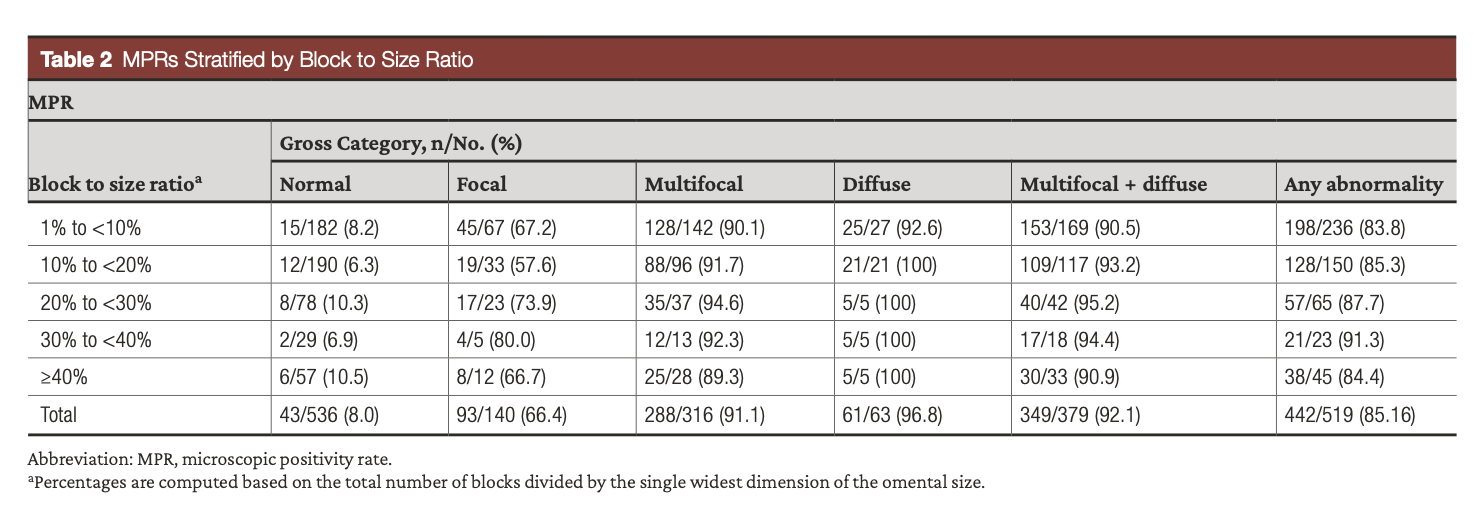 Table 2 MPRs Stratified by Block to Size Ratio
MPR
Gross Category, n/No. (%)
Block to size ratioᵃ Normal Focal Multifocal Diffuse Multifocal + diffuse Any abnormality
1% to <10% 15/182 (8.2) 45/67 (67.2) 128/142 (90.1) 25/27 (92.6) 153/169 (90.5) 198/236 (83.8)
10% to <20% 12/190 (6.3) 19/33 (57.6) 88/96 (91.7) 21/21 (100) 109/117 (93.2) 128/150 (85.3)
20% to <30% 8/78 (10.3) 17/23 (73.9) 35/37 (94.6) 5/5 (100) 40/42 (95.2) 57/65 (87.7)
30% to <40% 2/29 (6.9) 4/5 (80.0) 12/13 (92.3) 5/5 (100) 17/18 (94.4) 21/23 (91.3)
≥40% 6/57 (10.5) 8/12 (66.7) 25/28 (89.3) 5/5 (100) 30/33 (90.9) 38/45 (84.4)
Total 43/536 (8.0) 93/140 (66.4) 288/316 (91.1) 61/63 (96.8) 349/379 (92.1) 442/519 (85.16)
Abbreviation: MPR, microscopic positivity rate.
ᵃPercentages are computed based on the total number of blocks divided by the single widest dimension of the omental size.